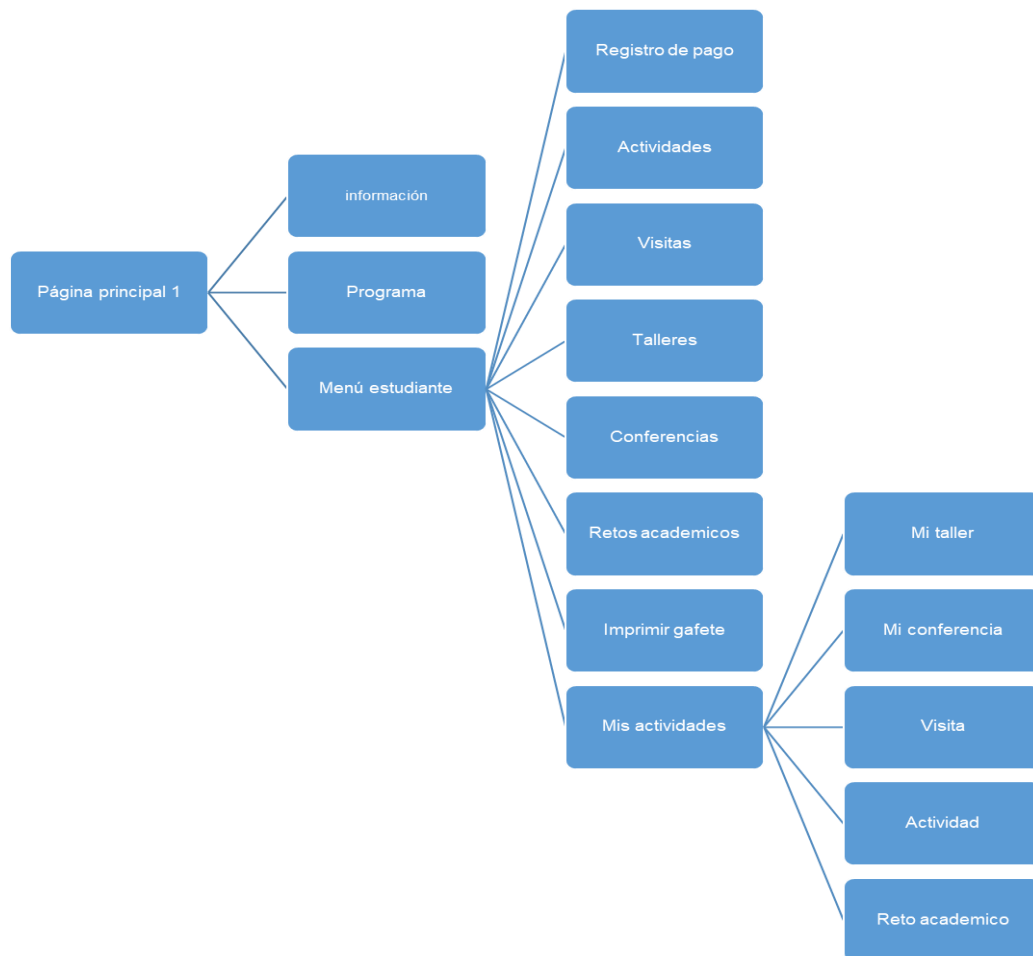 Página principal 1
información
Programa
Menú estudiante
Registro de pago
Actividades
Visitas
Talleres
Conferencias
Retos academicos
Imprimir gafete
Mis actividades
Mi taller
Mi conferencia
Visita
Actividad
Reto academico